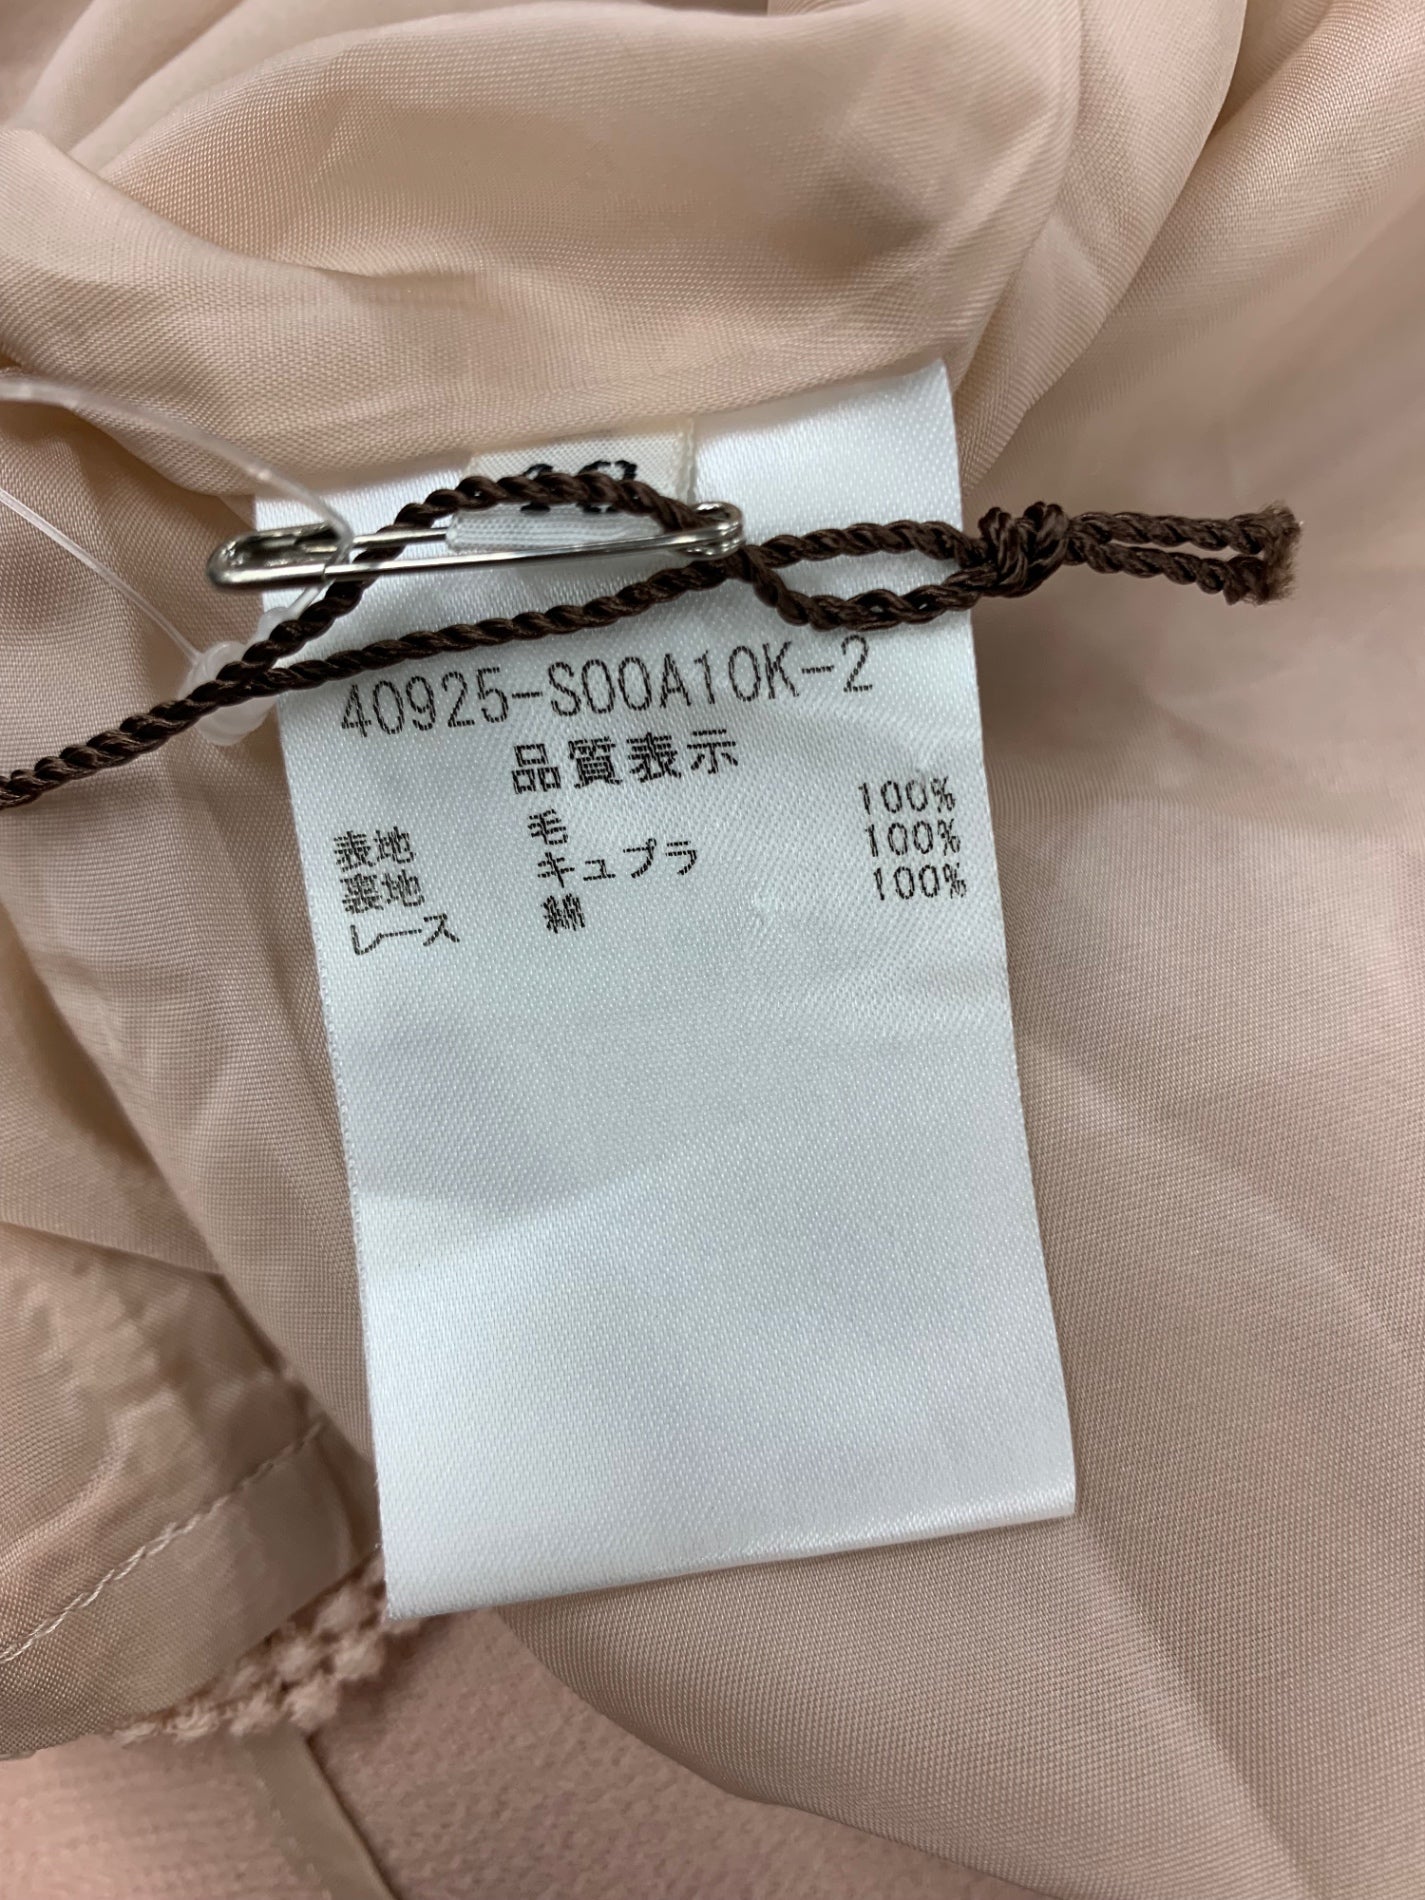 40925-S00A10K-2
品質表示
表地 毛 100%
裏地 キュプラ 100%
レース 綿 100%